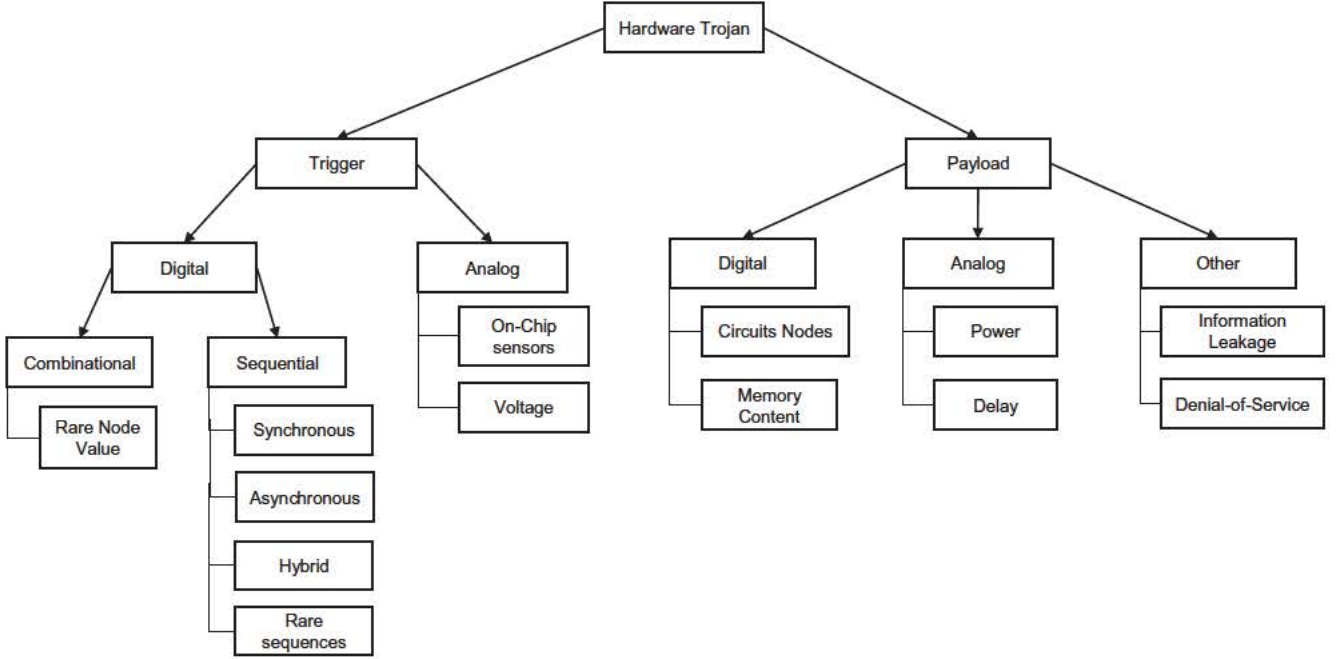 Hardware Trojan
Trigger
Payload
Digital
Analog
Digital
Analog
Other
Combinational
Sequential
On-Chip
sensors
Circuits Nodes
Power
Information
Leakage
Rare Node
Value
Synchronous
Voltage
Memory
Content
Delay
Denial-of-Service
Asynchronous
Hybrid
Rare
sequences